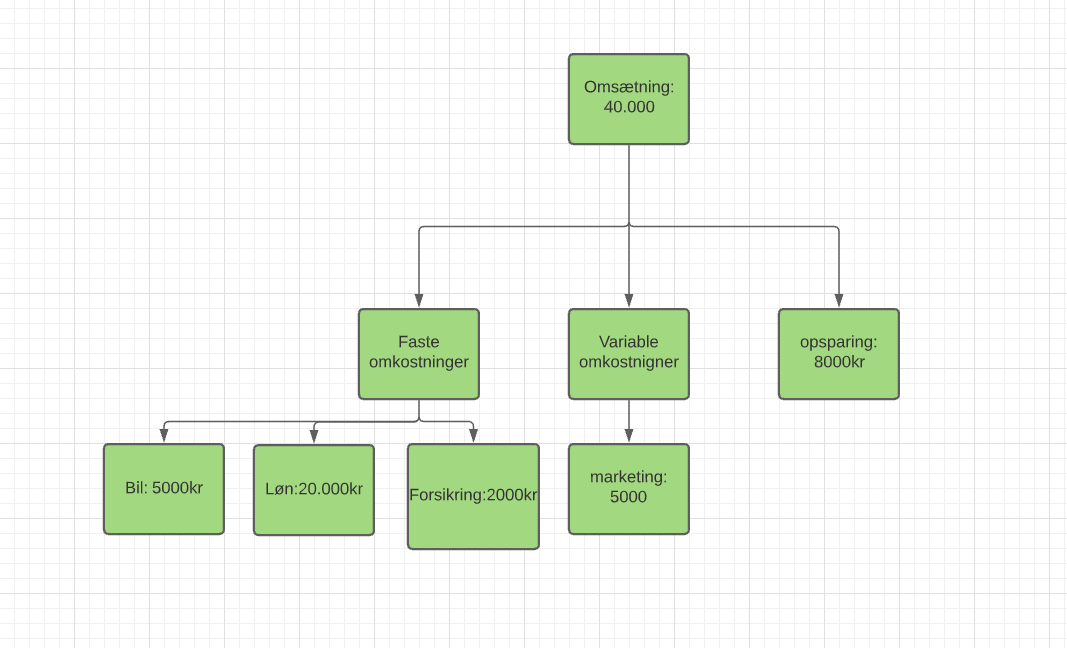 Omsætning:
40.000
Faste
omkostninger
Variable
omkostnigner
opsparing:
8000kr
Bil: 5000kr
Løn:20.000kr
Forsikring:2000kr
marketing:
5000